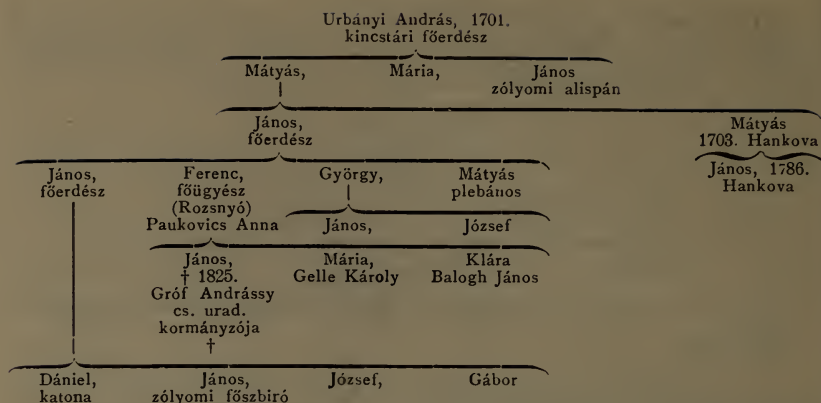 Urbányi András, 1701.
kincstári főerdész
Mátyás, Mária, János
zólyomi alispán
János, Mátyás
főerdész 1703. Hankova
János, Ferenc, György, Mátyás János, 1786.
főerdész főügyész plebános Hankova
(Rozsnyó)
Paukovics Anna János, József
János, Mária, Klára
† 1825. Gelle Károly Balogh János
Gróf Andrássy
cs. urad.
kormányzója
†
Dániel, János, József, Gábor
katona zólyomi főszbiró